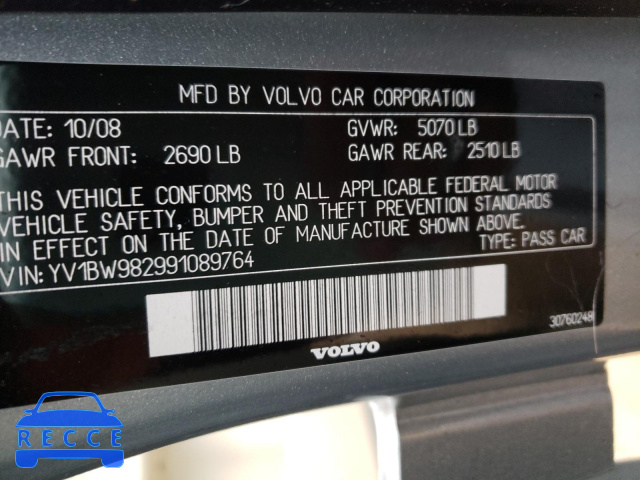 MFD BY VOLVO CAR CORPORATION
DATE: 10/08 GVWR: 5070 LB
GAWR FRONT: 2690 LB GAWR REAR: 2510 LB
THIS VEHICLE CONFORMS TO ALL APPLICABLE FEDERAL MOTOR
VEHICLE SAFETY, BUMPER AND THEFT PREVENTION STANDARDS
IN EFFECT ON THE DATE OF MANUFACTURE SHOWN ABOVE.
VIN: YV1BW982991089764 TYPE: PASS CAR
30760248
VOLVO
RECCE